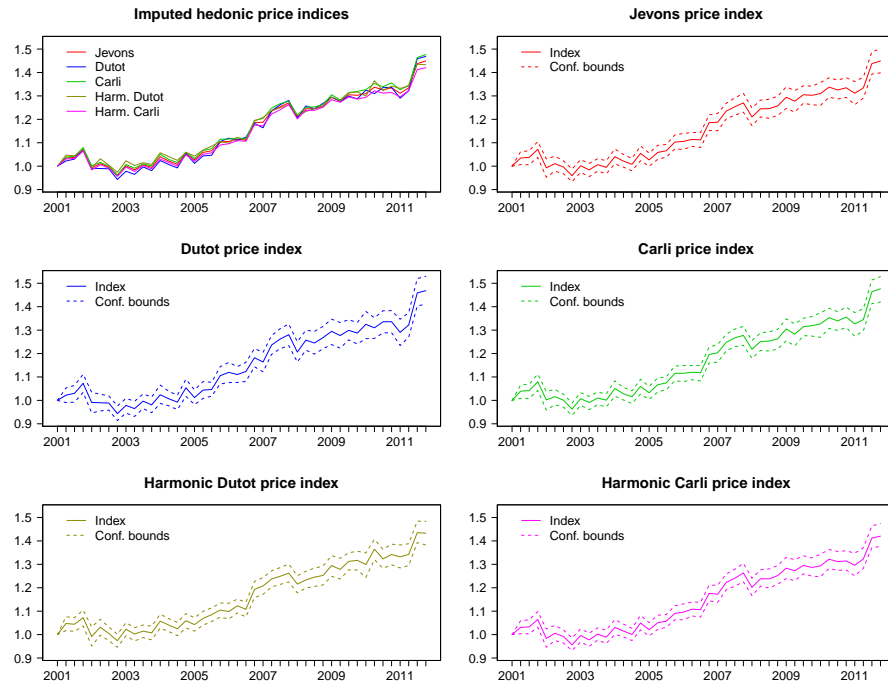 Imputed hedonic price indices
1.5
1.4
1.3
1.2
1.1
1.0
0.9
Jevons
Dutot
Carli
Harm. Dutot
Harm. Carli
2001 2003 2005 2007 2009 2011
Jevons price index
1.5
1.4
1.3
1.2
1.1
1.0
0.9
Index
Conf. bounds
2001 2003 2005 2007 2009 2011
Dutot price index
1.5
1.4
1.3
1.2
1.1
1.0
0.9
Index
Conf. bounds
2001 2003 2005 2007 2009 2011
Carli price index
1.5
1.4
1.3
1.2
1.1
1.0
0.9
Index
Conf. bounds
2001 2003 2005 2007 2009 2011
Harmonic Dutot price index
1.5
1.4
1.3
1.2
1.1
1.0
0.9
Index
Conf. bounds
2001 2003 2005 2007 2009 2011
Harmonic Carli price index
1.5
1.4
1.3
1.2
1.1
1.0
0.9
Index
Conf. bounds
2001 2003 2005 2007 2009 2011